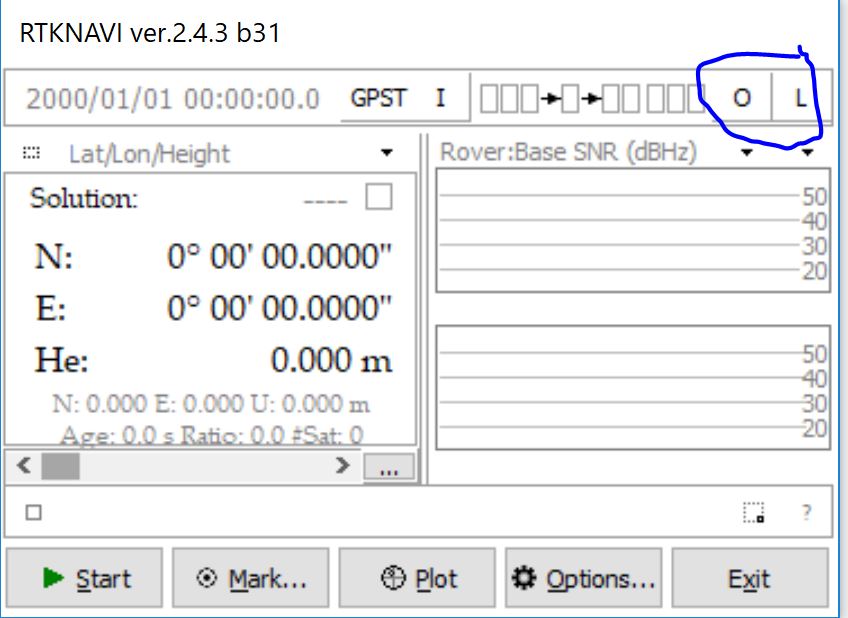 RTKNAVI ver.2.4.3 b31
2000/01/01 00:00:00.0 GPST I O L
Lat/Lon/Height
Rover:Base SNR (dBHz)
Solution: ----
N: 0° 00' 00.0000"
E: 0° 00' 00.0000"
He: 0.000 m
N: 0.000 E: 0.000 U: 0.000 m
Age: 0.0 s Ratio: 0.0 #Sat: 0
...
50
40
30
20
50
40
30
20
?
Start Mark... Plot Options... Exit